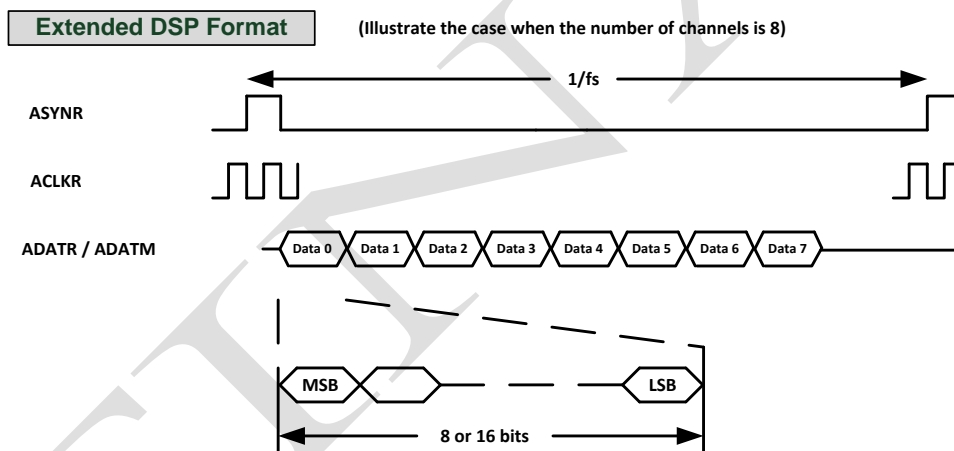 Extended DSP Format (Illustrate the case when the number of channels is 8)
1/fs
ASYNR
ACLKR
ADATR / ADATM
Data 0 Data 1 Data 2 Data 3 Data 4 Data 5 Data 6 Data 7
MSB LSB
8 or 16 bits